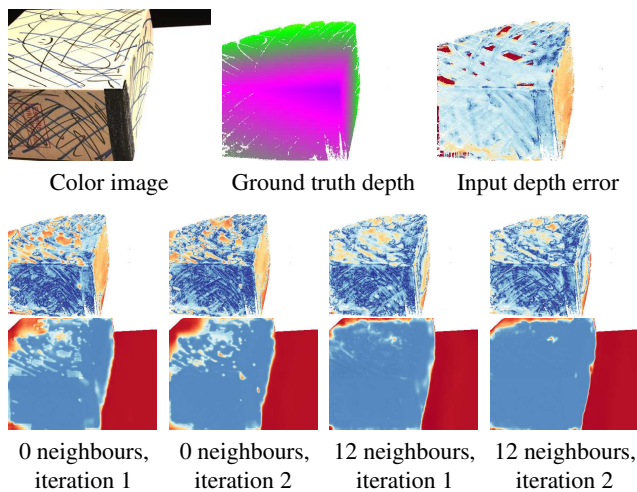 Color image
Ground truth depth
Input depth error
0 neighbours,
iteration 1
0 neighbours,
iteration 2
12 neighbours,
iteration 1
12 neighbours,
iteration 2